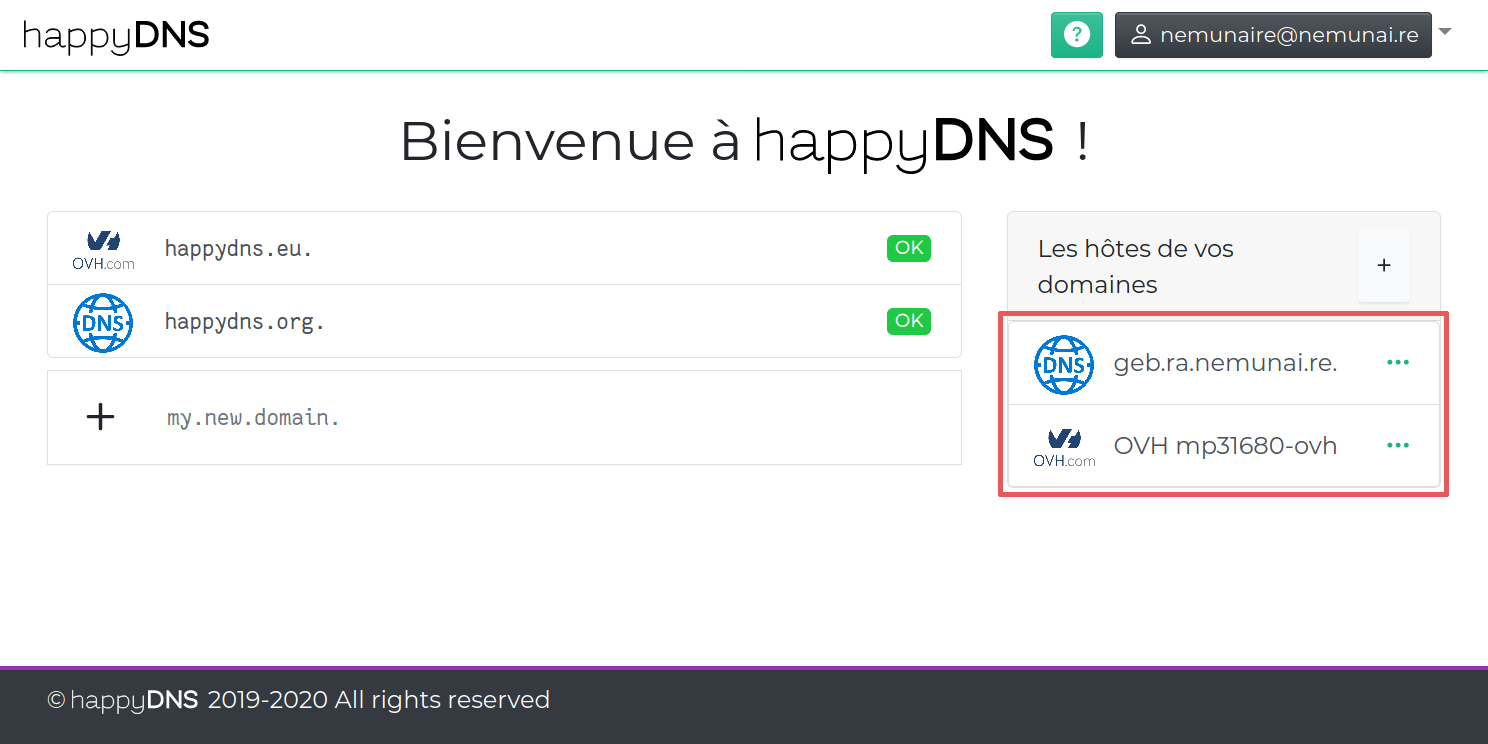 happyDNS
? nemunaire@nemunai.re
Bienvenue à happyDNS !
OVH.com happydns.eu. OK
DNS happydns.org. OK
+ my.new.domain.
Les hôtes de vos
domaines
+
DNS geb.ra.nemunai.re. •••
OVH.com OVH mp31680-ovh •••
© happyDNS 2019-2020 All rights reserved